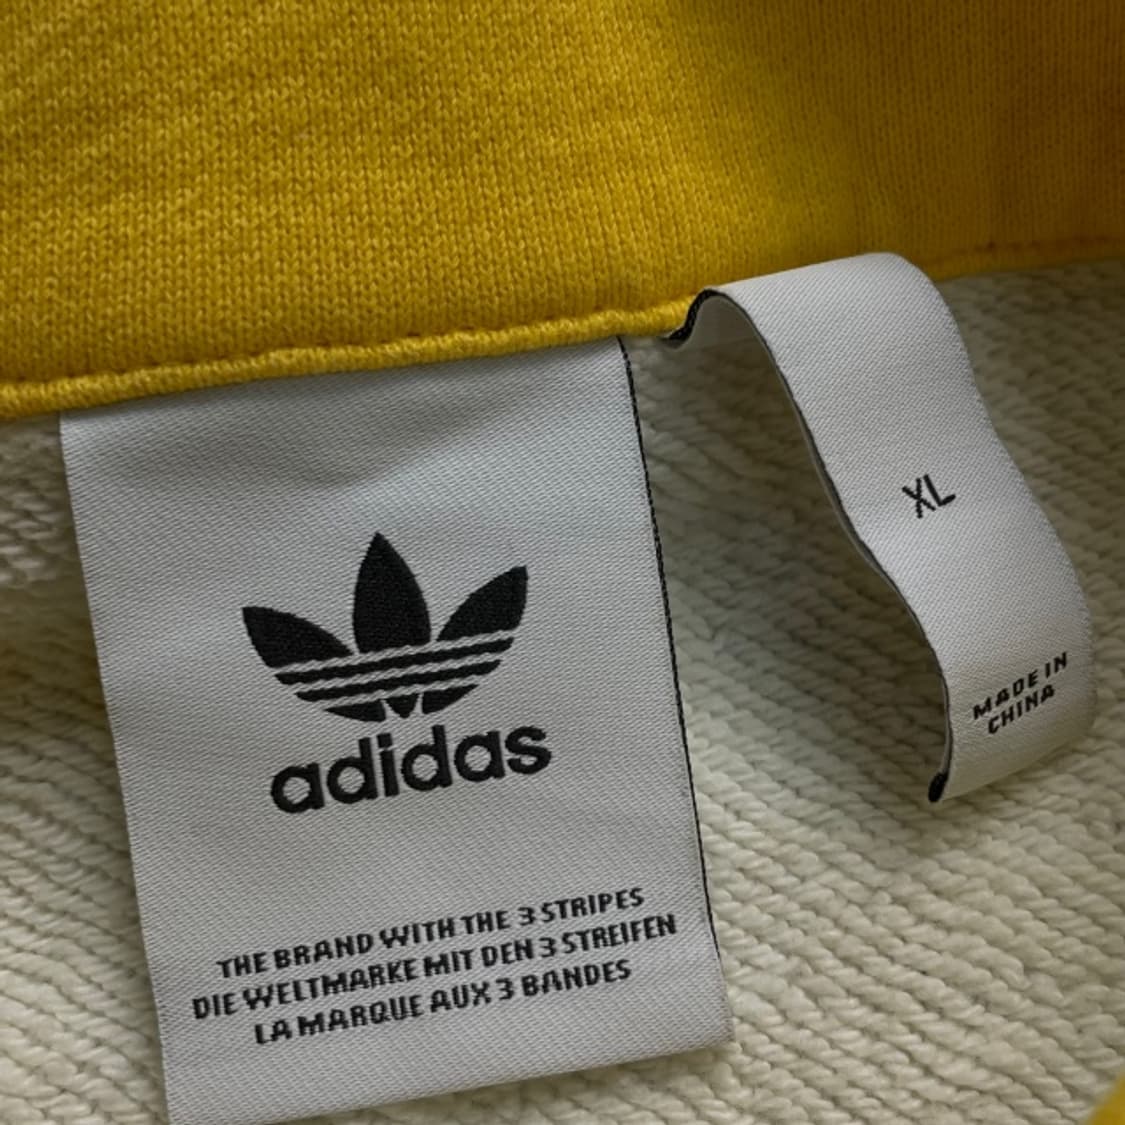 adidas
THE BRAND WITH THE 3 STRIPES
DIE WELTMARKE MIT DEN 3 STREIFEN
LA MARQUE AUX 3 BANDES
XL
MADE IN
CHINA